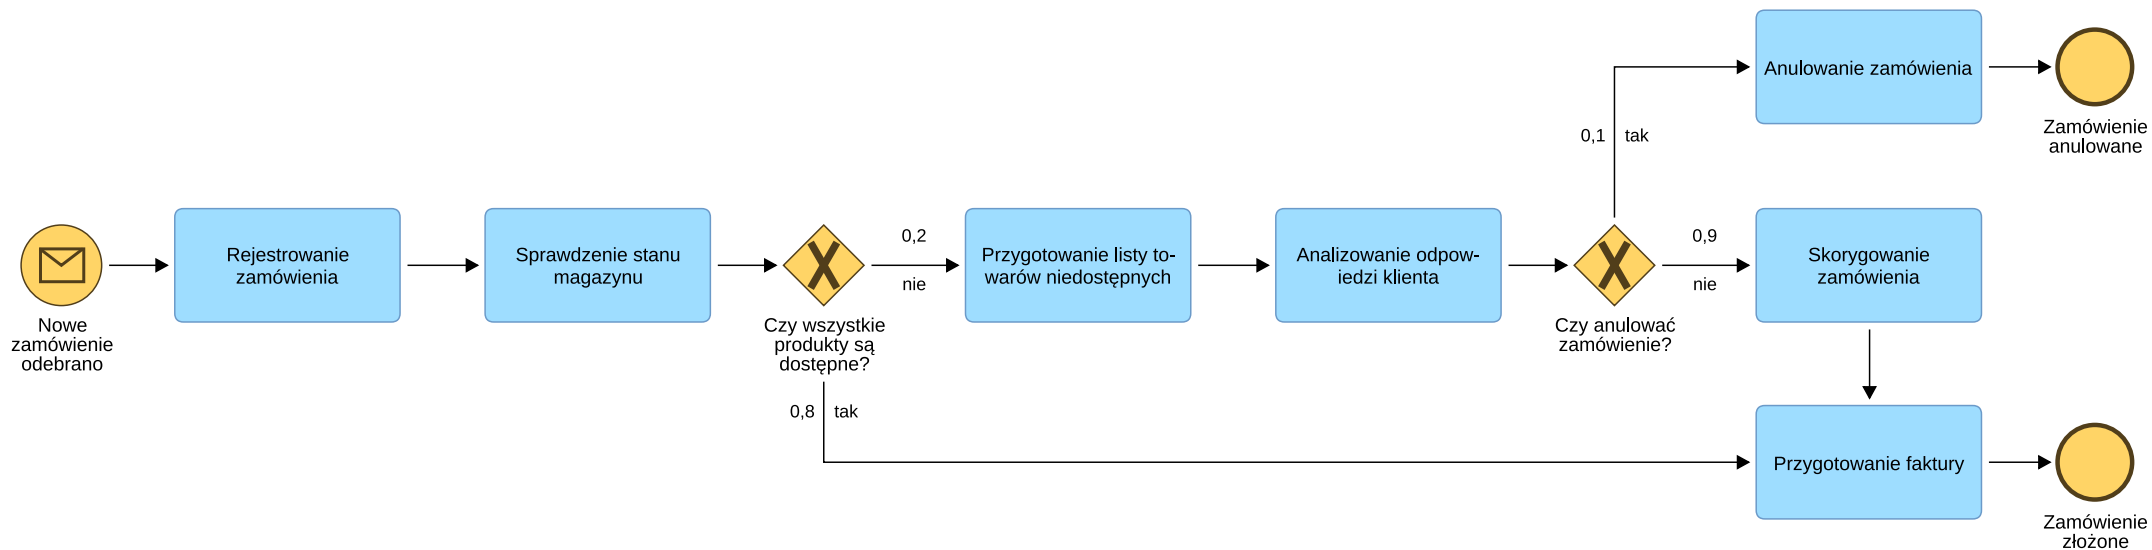 Anulowanie zamówienia
Zamówienie
anulowane
0,1 tak
Nowe
zamówienie
odebrano
Rejestrowanie
zamówienia
Sprawdzenie stanu
magazynu
Czy wszystkie
produkty są
dostępne?
0,2
nie
Przygotowanie listy to-
warów niedostępnych
Analizowanie odpow-
iedzi klienta
Czy anulować
zamówienie?
0,9
nie
Skorygowanie
zamówienia
0,8 tak
Przygotowanie faktury
Zamówienie
złożone